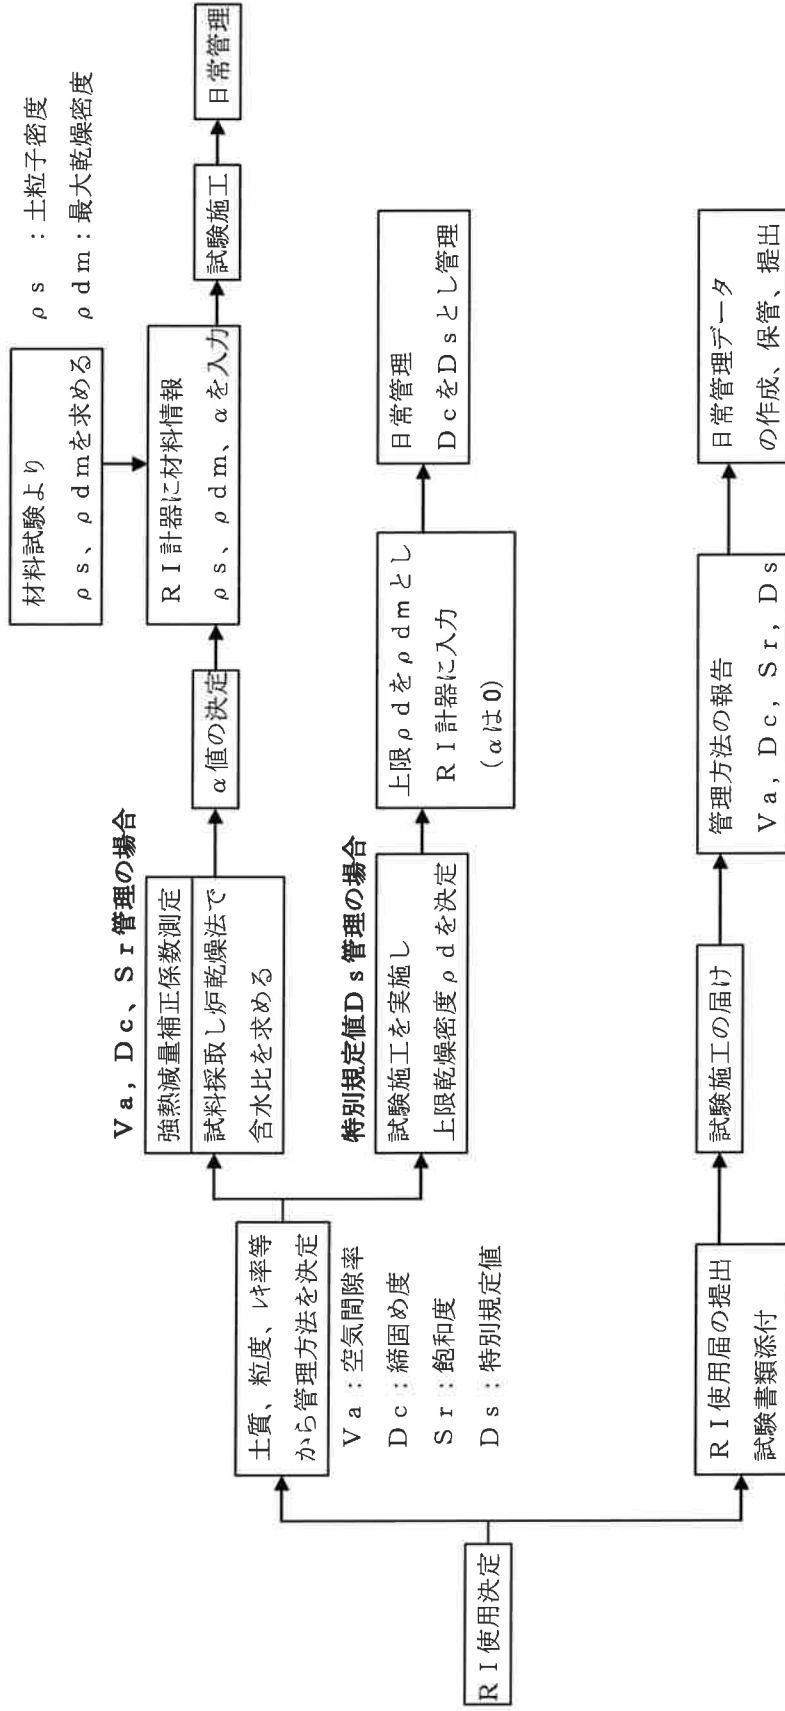 ＲＩ使用決定
土質、粒度、ﾚｷ率等
から管理方法を決定
Ｖａ：空気間隙率
Ｄｃ：締固め度
Ｓｒ：飽和度
Ｄｓ：特別規定値
Ｖａ，Ｄｃ、Ｓｒ管理の場合
強熱減量補正係数測定
試料採取し炉乾燥法で
含水比を求める
α値の決定
材料試験より
ρｓ、ρｄｍを求める
ρｓ：土粒子密度
ρｄｍ：最大乾燥密度
ＲＩ計器に材料情報
ρｓ、ρｄｍ、αを入力
試験施工
日常管理
特別規定値Ｄｓ管理の場合
試験施工を実施し
上限乾燥密度ρｄを決定
上限ρｄをρｄｍとし
ＲＩ計器に入力
（αは0）
日常管理
ＤｃをＤｓとし管理
ＲＩ使用届の提出
試験書類添付
試験施工の届け
管理方法の報告
Ｖａ，Ｄｃ，Ｓｒ，Ｄｓ
日常管理データ
の作成、保管、提出